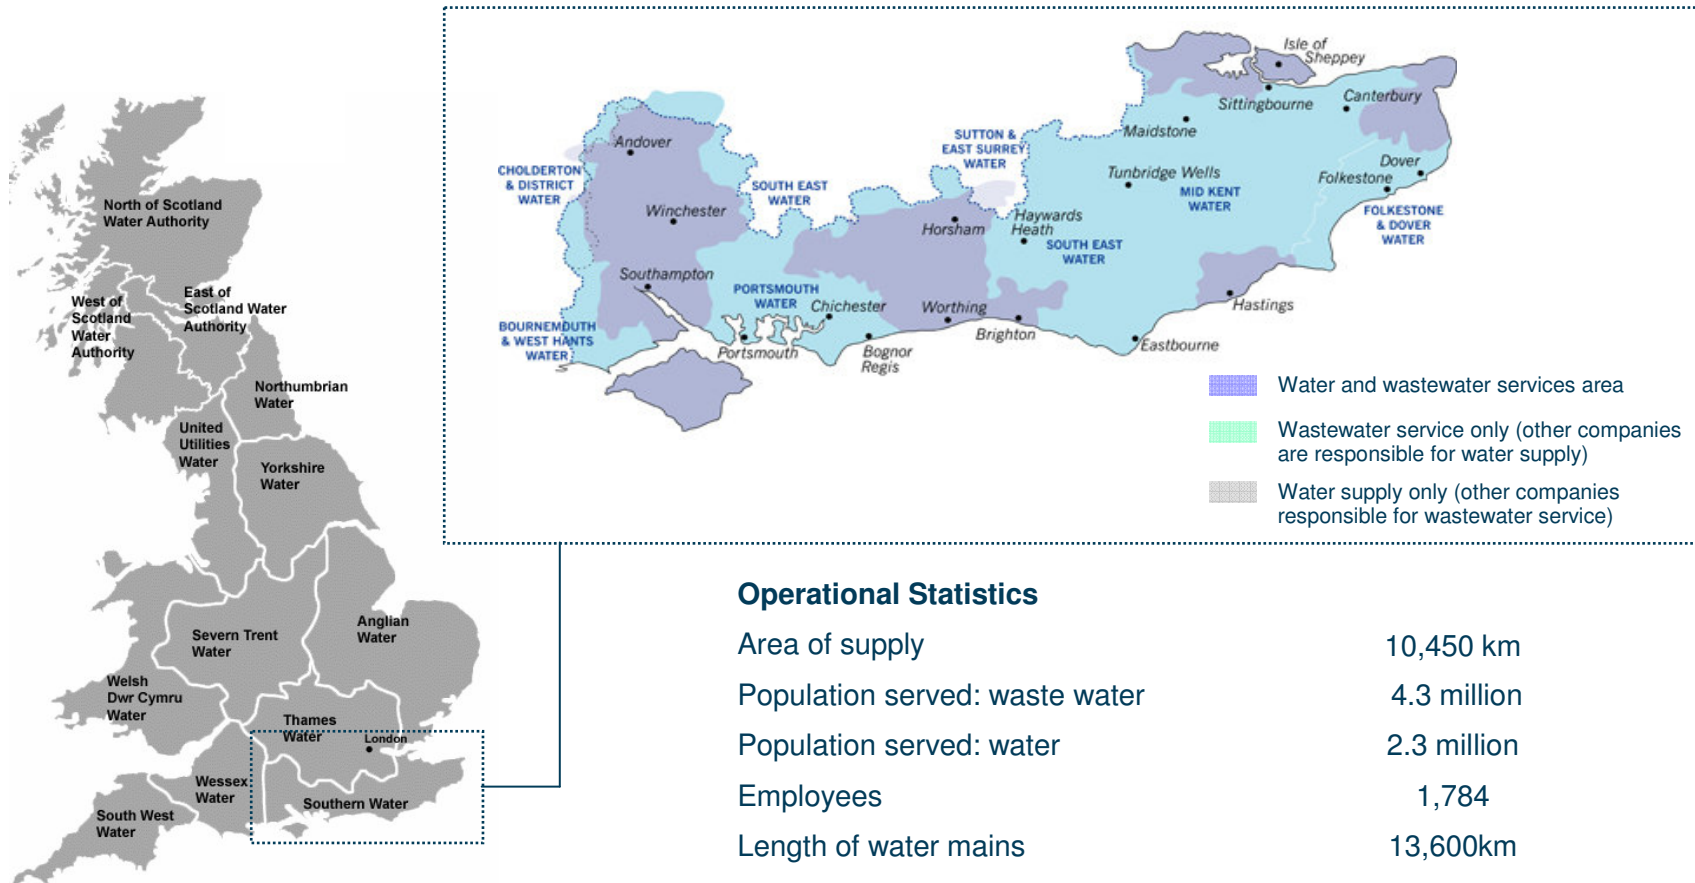 North of Scotland
Water Authority
West of
Scotland
Water
Authority
East of
Scotland Water
Authority
Northumbrian
Water
United
Utilities
Water
Yorkshire
Water
Severn Trent
Water
Anglian
Water
Welsh
Dwr Cymru
Water
Thames
Water
London
Wessex
Water
Southern Water
South West
Water
Isle of
Sheppey
Sittingbourne
Canterbury
Maidstone
Andover
CHOLDERTON
& DISTRICT
WATER
SOUTH EAST
WATER
SUTTON &
EAST SURREY
WATER
Tunbridge Wells
MID KENT
WATER
Dover
Folkestone
FOLKESTONE
& DOVER
WATER
Winchester
Horsham
Haywards
Heath
SOUTH EAST
WATER
Southampton
PORTSMOUTH
WATER
Chichester
Worthing
Hastings
BOURNEMOUTH
& WEST HANTS
WATER
Portsmouth
Bognor
Regis
Brighton
Eastbourne
Water and wastewater services area
Wastewater service only (other companies
are responsible for water supply)
Water supply only (other companies
responsible for wastewater service)
Operational Statistics
Area of supply 10,450 km
Population served: waste water 4.3 million
Population served: water 2.3 million
Employees 1,784
Length of water mains 13,600km